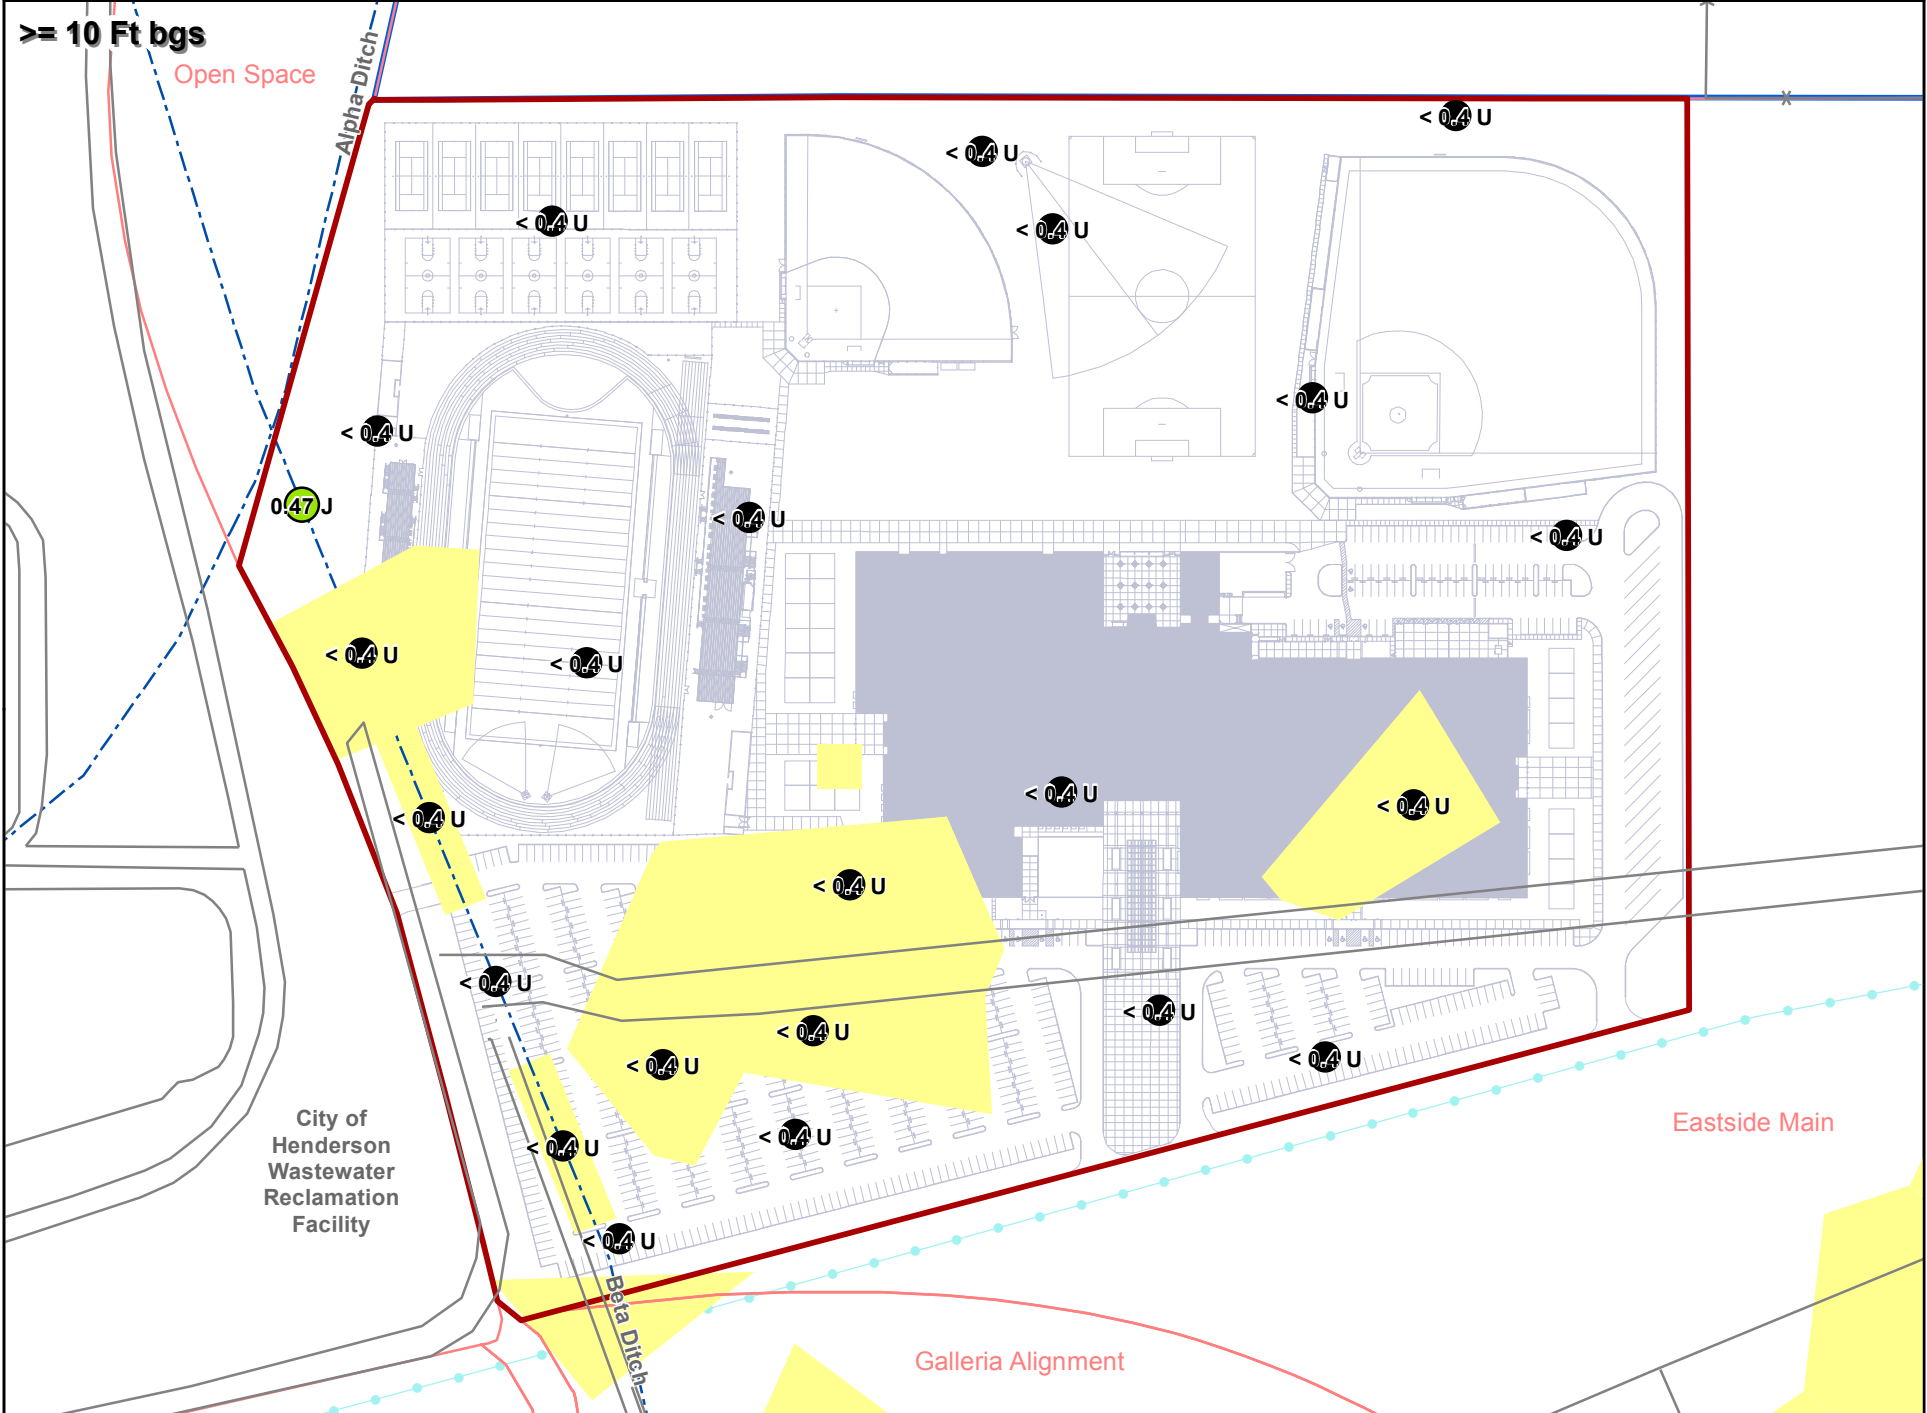 >= 10 Ft bgs
Open Space
Alpha Ditch
< 0.4 U
< 0.4 U
< 0.4 U
< 0.4 U
< 0.4 U
< 0.4 U
< 0.4 U
0.47 J
< 0.4 U
< 0.4 U
< 0.4 U
< 0.4 U
< 0.4 U
< 0.4 U
< 0.4 U
< 0.4 U
< 0.4 U
< 0.4 U
< 0.4 U
< 0.4 U
< 0.4 U
< 0.4 U
City of
Henderson
Wastewater
Reclamation
Facility
Eastside Main
< 0.4 U
< 0.4 U
< 0.4 U
Beta Ditch
Galleria Alignment